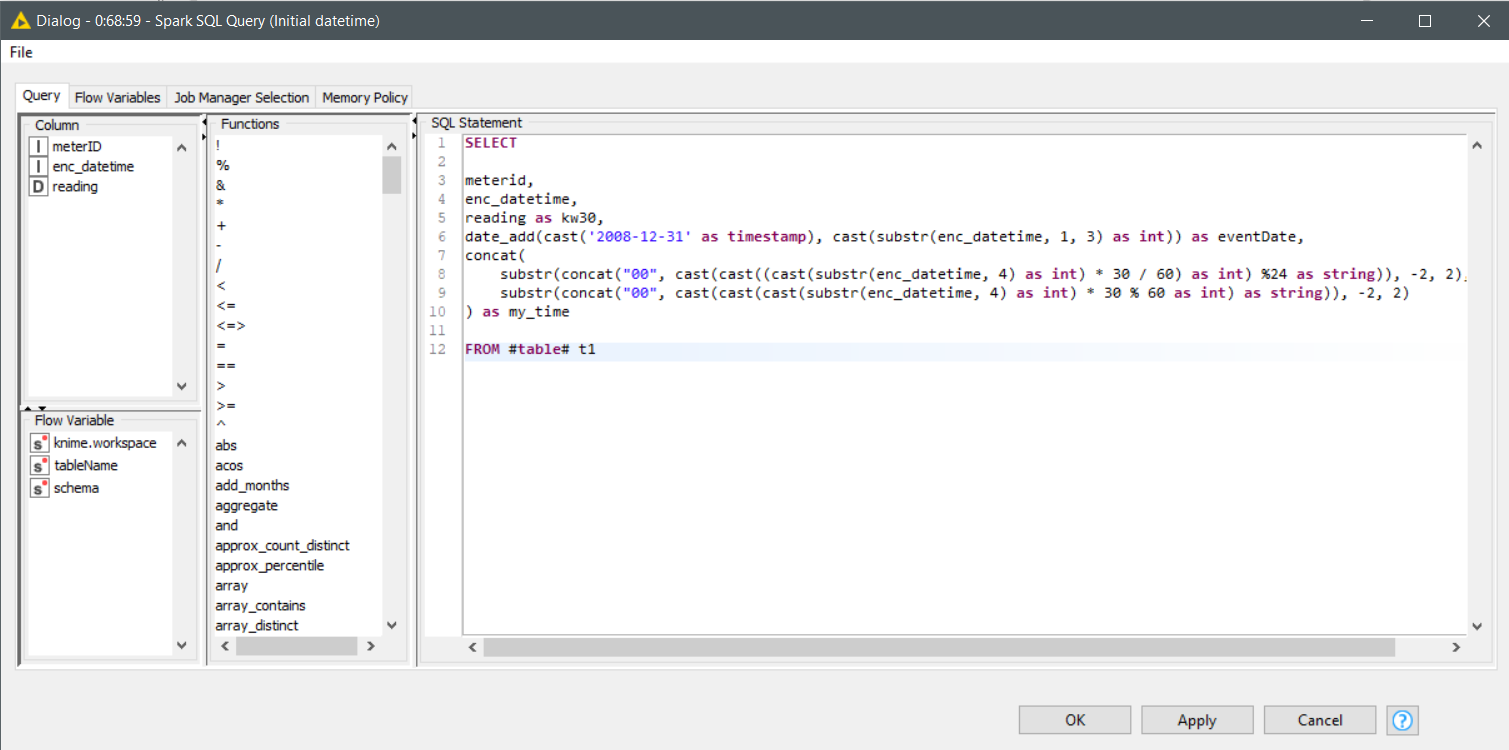 Dialog - 0:68:59 - Spark SQL Query (Initial datetime)
File
Query
Flow Variables
Job Manager Selection
Memory Policy
Column
I meterID
I enc_datetime
D reading
Flow Variable
s knime.workspace
s tableName
s schema
Functions
!
%
&
*
+
-
/
<
<=
<=>
=
==
>
>=
^
abs
acos
add_months
aggregate
and
approx_count_distinct
approx_percentile
array
array_contains
array_distinct
SQL Statement
1 SELECT
2
3 meterid,
4 enc_datetime,
5 reading as kw30,
6 date_add(cast('2008-12-31' as timestamp), cast(substr(enc_datetime, 1, 3) as int)) as eventDate,
7 concat(
8 substr(concat("00", cast(cast((cast(substr(enc_datetime, 4) as int) * 30 / 60) as int) %24 as string)), -2, 2),
9 substr(concat("00", cast(cast(cast(substr(enc_datetime, 4) as int) * 30 % 60 as int) as string)), -2, 2)
10 ) as my_time
11
12 FROM #table# t1
OK
Apply
Cancel
?